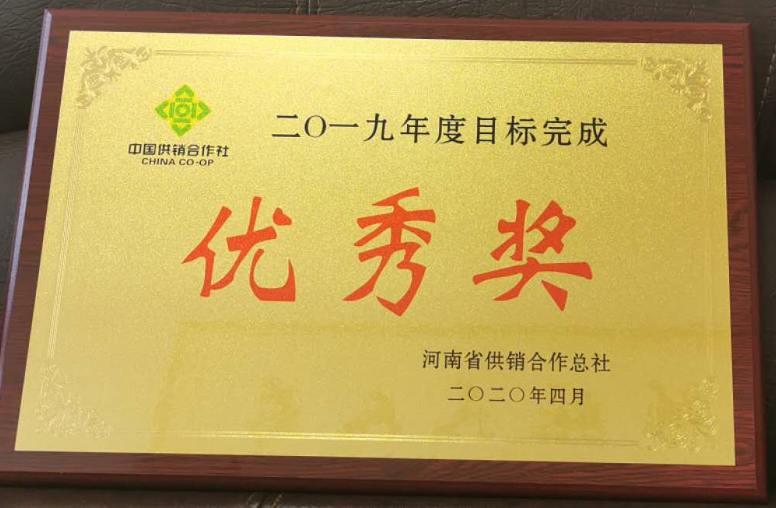 中国供销合作社
CHINA CO-OP
二〇一九年度目标完成
优秀奖
河南省供销合作总社
二〇二〇年四月